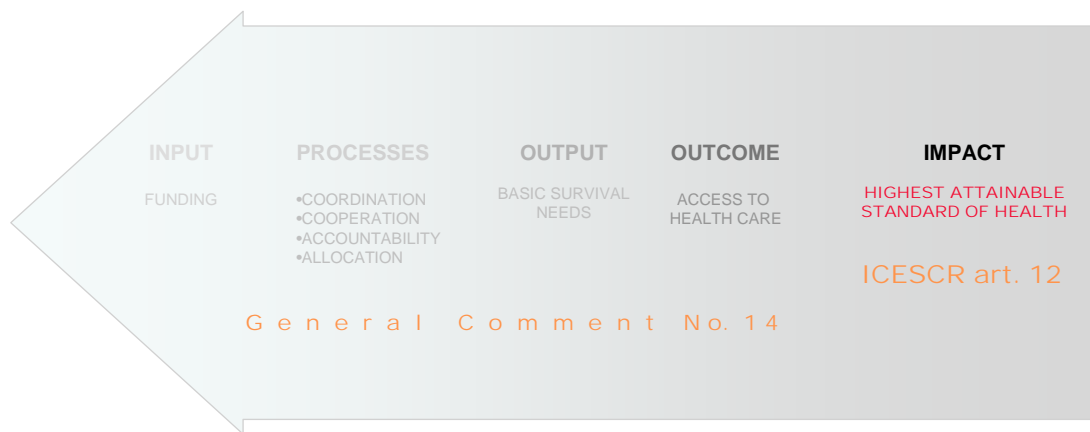 INPUT
FUNDING
PROCESSES
•COORDINATION
•COOPERATION
•ACCOUNTABILITY
•ALLOCATION
OUTPUT
BASIC SURVIVAL
NEEDS
OUTCOME
ACCESS TO
HEALTH CARE
IMPACT
HIGHEST ATTAINABLE
STANDARD OF HEALTH
ICESCR art. 12
General Comment No. 14